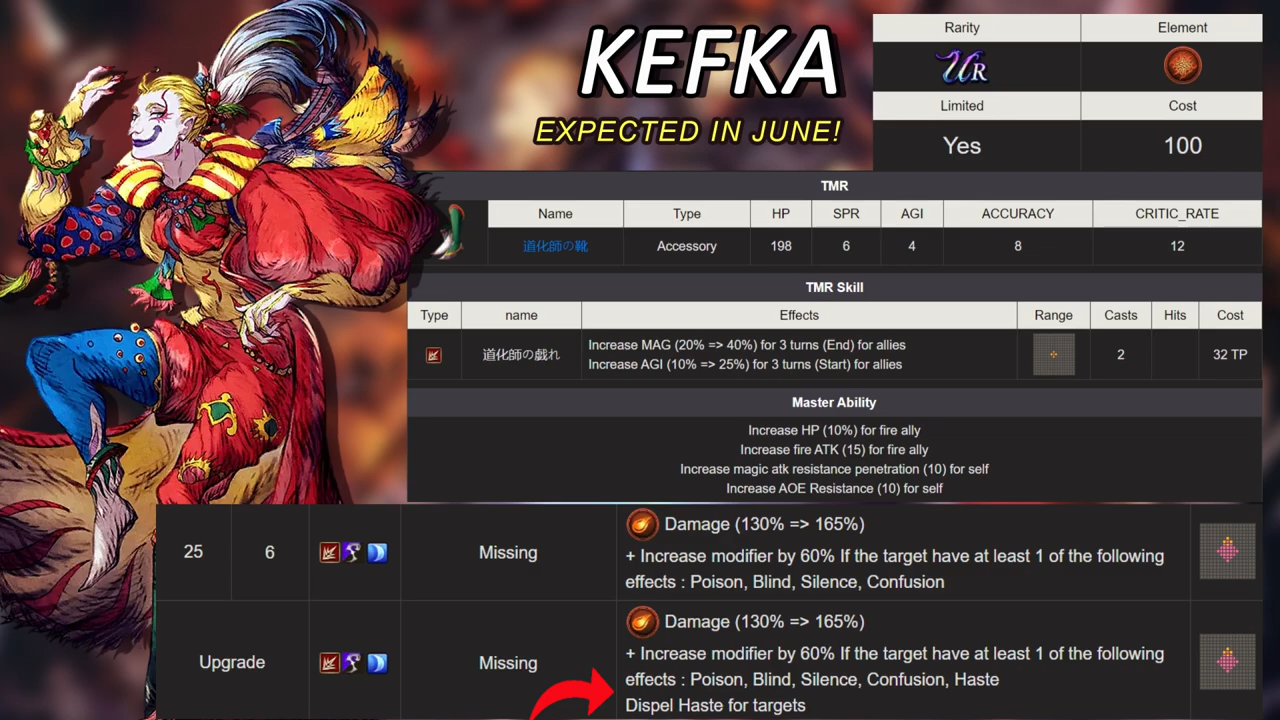 KEFKA
EXPECTED IN JUNE!
Rarity Element
UR
Limited Cost
Yes 100
TMR
Name Type HP SPR AGI ACCURACY CRITIC_RATE
道化師の靴 Accessory 198 6 4 8 12
TMR Skill
Type name Effects Range Casts Hits Cost
道化師の戯れ Increase MAG (20% => 40%) for 3 turns (End) for allies 2 32 TP
Increase AGI (10% => 25%) for 3 turns (Start) for allies
Master Ability
Increase HP (10%) for fire ally
Increase fire ATK (15) for fire ally
Increase magic atk resistance penetration (10) for self
Increase AOE Resistance (10) for self
25 6 Missing Damage (130% => 165%)
+ Increase modifier by 60% If the target have at least 1 of the following
effects : Poison, Blind, Silence, Confusion
Upgrade Missing Damage (130% => 165%)
+ Increase modifier by 60% If the target have at least 1 of the following
effects : Poison, Blind, Silence, Confusion, Haste
Dispel Haste for targets